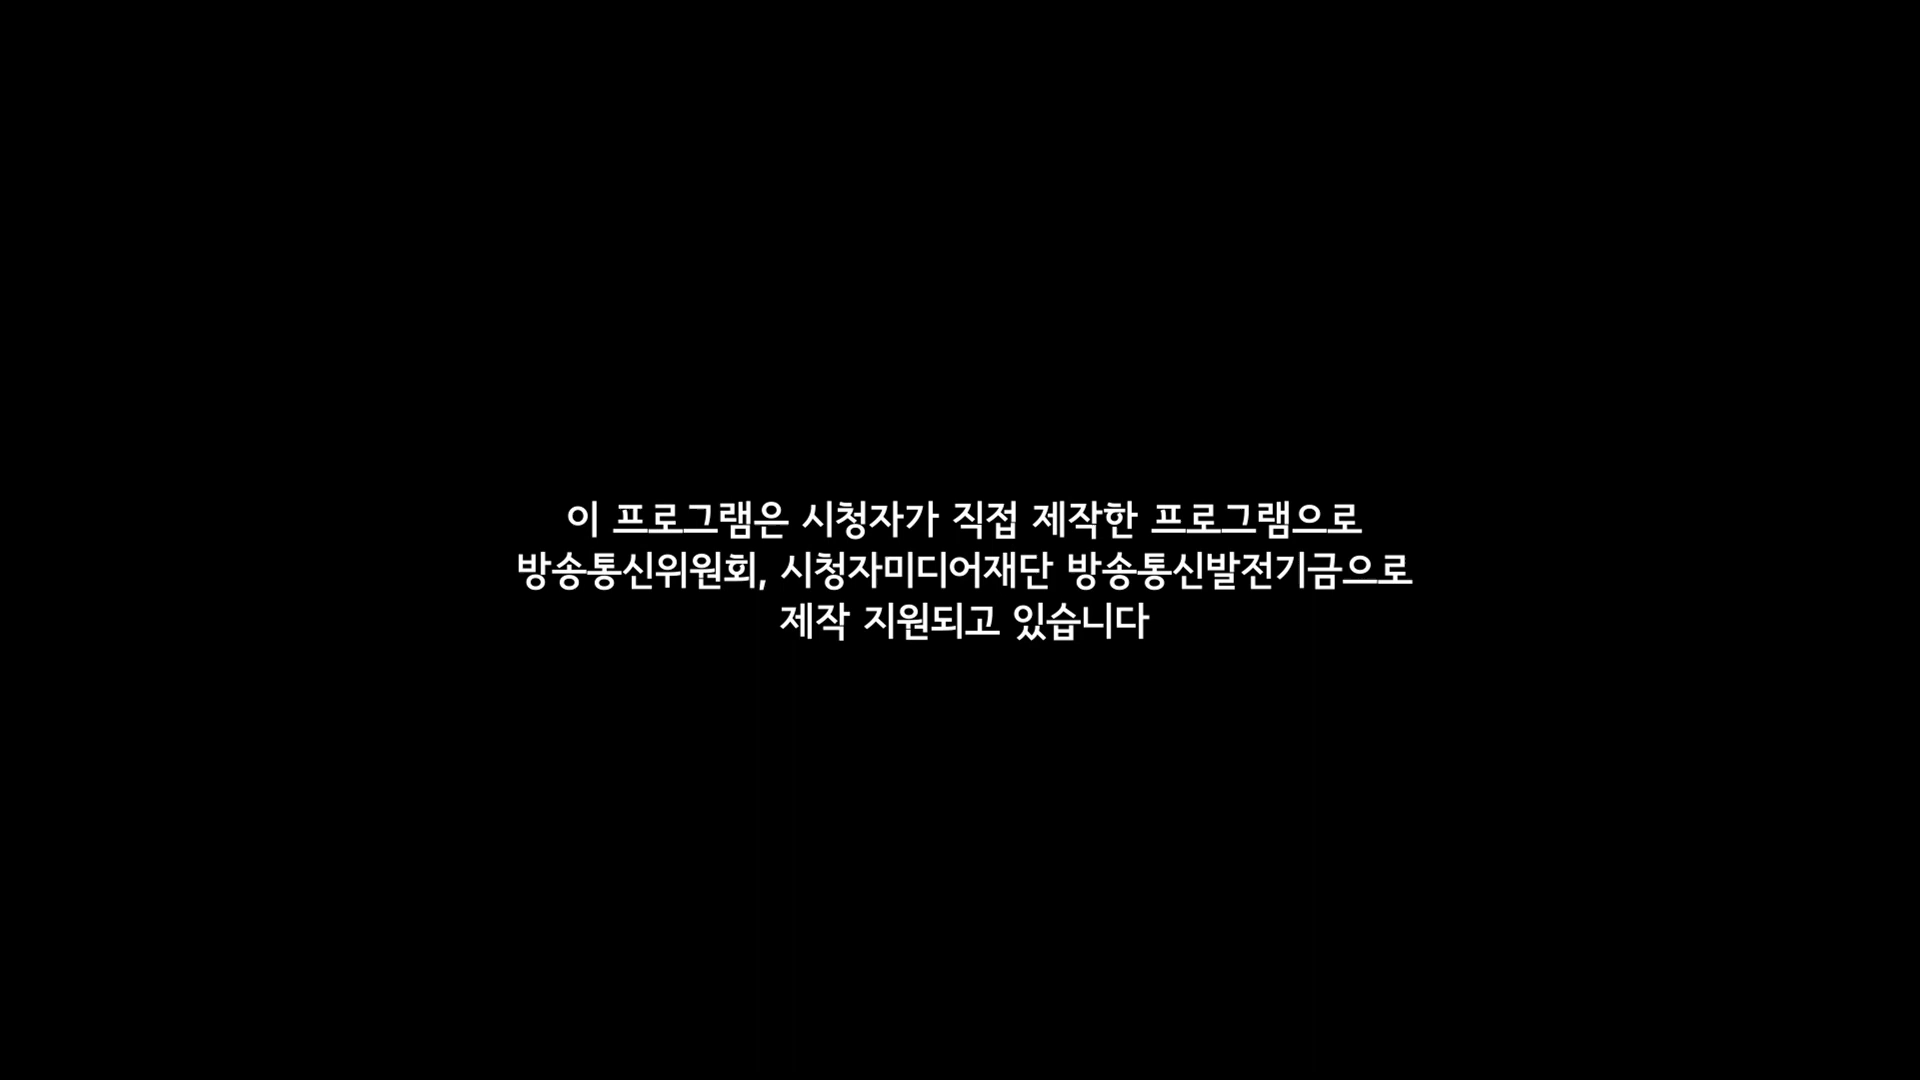 이 프로그램은 시청자가 직접 제작한 프로그램으로
방송통신위원회, 시청자미디어재단 방송통신발전기금으로
제작 지원되고 있습니다